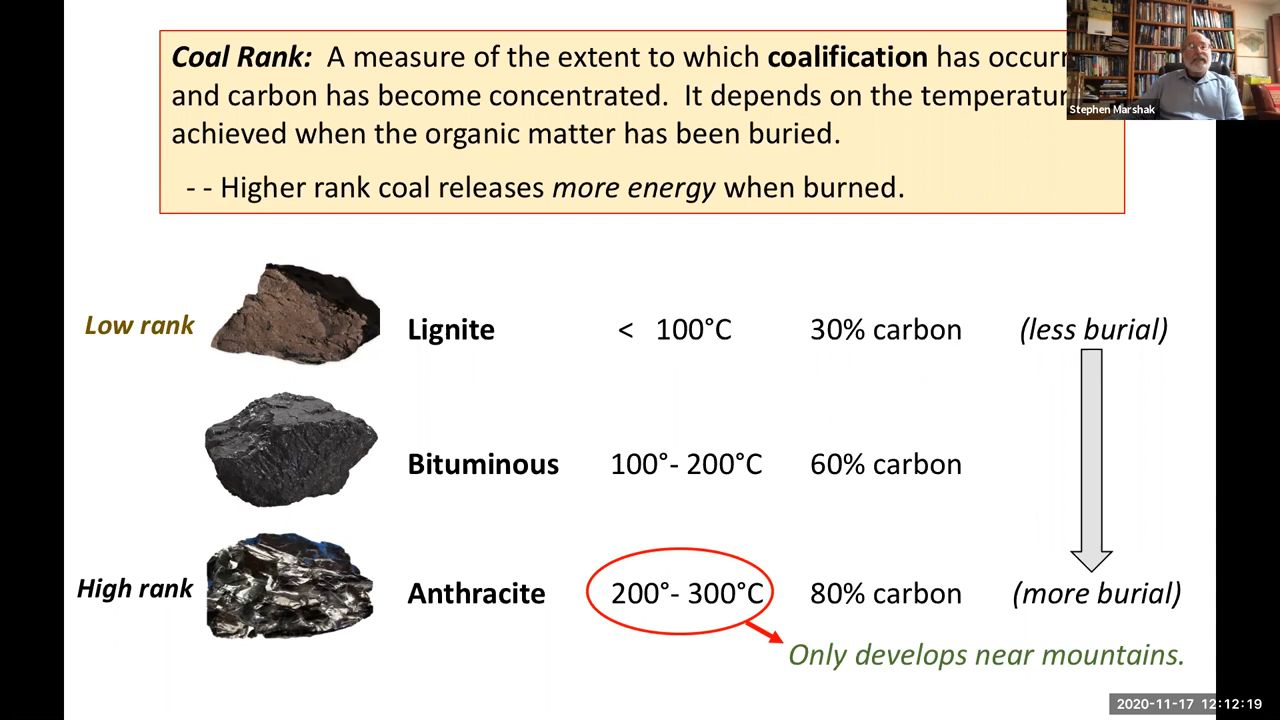 Coal Rank: A measure of the extent to which coalification has
and carbon has become concentrated. It depends on the
achieved when the organic matter has been buried.
- - Higher rank coal releases more energy when burned.
Stephen Marshak
Low rank Lignite < 100°C 30% carbon (less burial)
Bituminous 100°- 200°C 60% carbon
High rank Anthracite 200°- 300°C 80% carbon (more burial)
Only develops near mountains.
2020-11-17 12:12:19